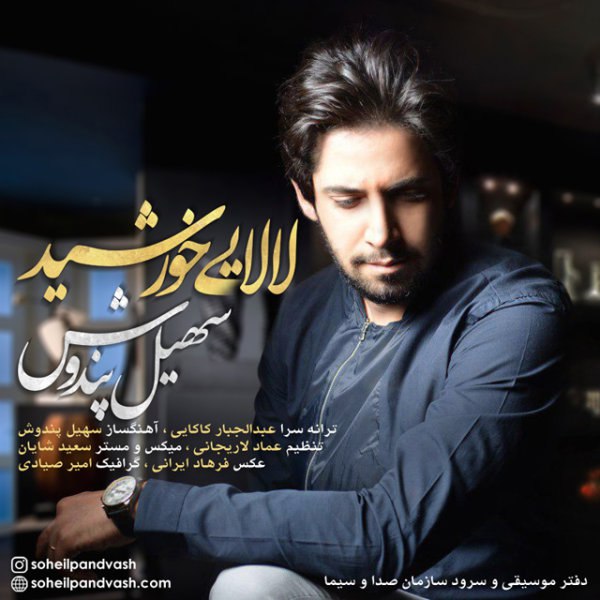 لالایی خورشید
سهیل پندوش
ترانه سرا عبدالجبار کاکایی ، آهنگساز سهیل پندوش
تنظیم عماد لاریجانی ، میکس و مستر سعید شایان
عکس فرهاد ایرانی ، گرافیک امیر صیادی
soheilpandvash
soheilpandvash.com
دفتر موسیقی و سرود سازمان صدا و سیما